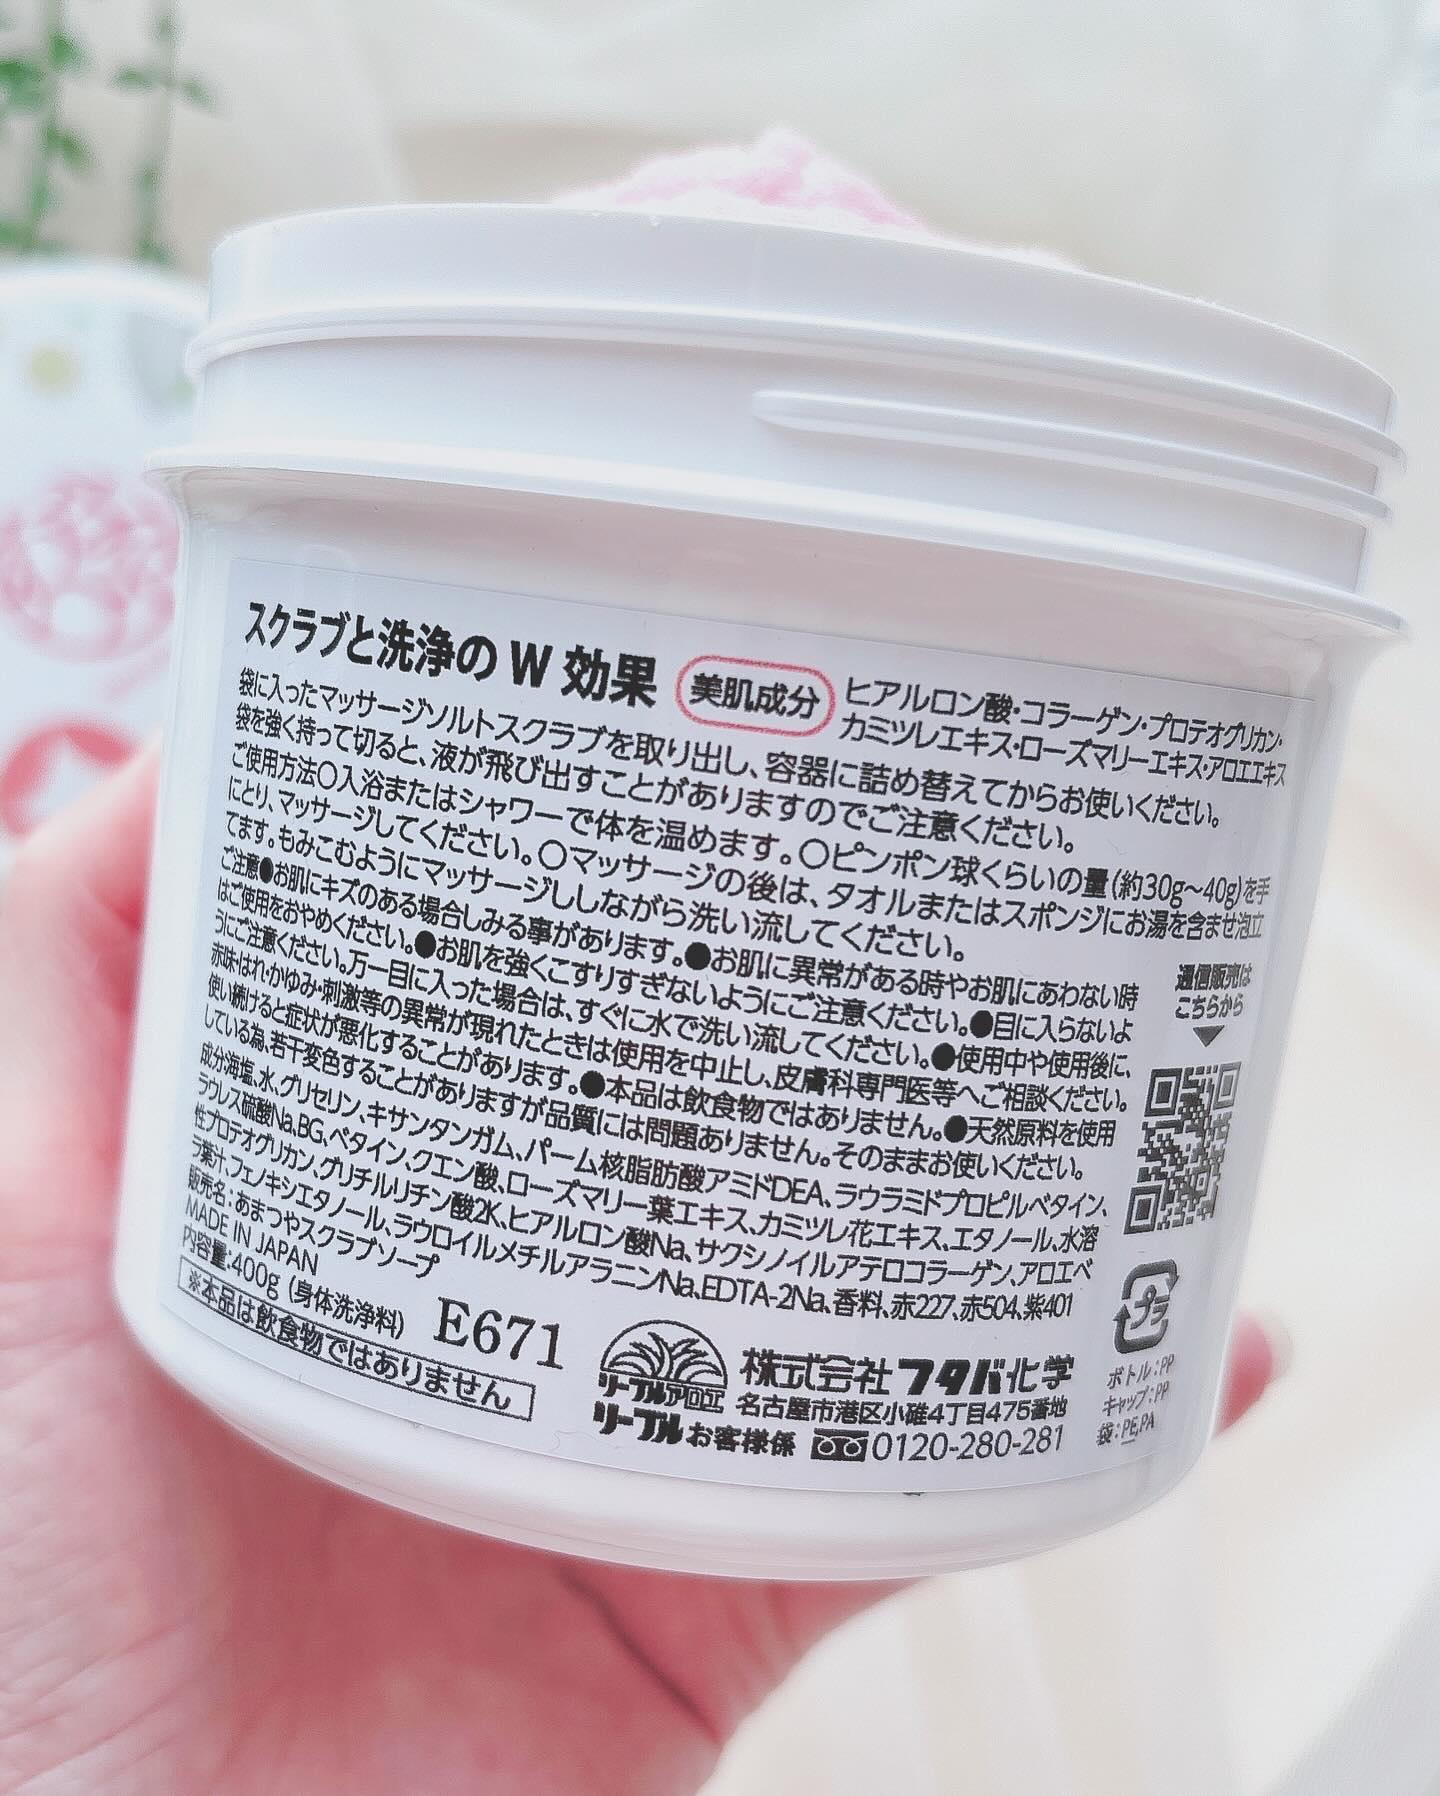 スクラブと洗浄の W 効果
美肌成分
ヒアルロン酸・コラーゲン・プロテオグリカン・
カミツレエキス・ローズマリーエキス・アロエエキス
袋に入ったマッサージソルトスクラブを取り出し、容器に詰め替えてからお使いください。
袋を強く持って切ると、液が飛び出すことがありますのでご注意ください。
ご使用方法〇入浴またはシャワーで体を温めます。〇ピンポン球くらいの量(約30g~40g)を手
にとり、マッサージしてください。〇マッサージの後は、タオルまたはスポンジにお湯を含ませ泡立
てます。もみこむようにマッサージしながら洗い流してください。
ご注意●お肌にキズのある場合しみる事があります。●お肌に異常がある時やお肌にあわない時
はご使用をおやめください。●お肌を強くこすりすぎないようにご注意ください。●目に入らないよ
うにご注意ください。万一目に入った場合は、すぐに水で洗い流してください。●使用中や使用後に、
赤味・はれ・かゆみ・刺激等の異常が現れたときは使用を中止し、皮膚科専門医等へご相談ください。
使い続けると症状が悪化することがあります。●本品は飲食物ではありません。●天然原料を使用
している為、若干変色することがありますが品質には問題ありません。そのままお使いください。
成分:海塩、水、グリセリン、キサンタンガム、パーム核脂肪酸アミドDEA、ラウラミドプロピルベタイン、
ラウレス硫酸Na、BG、ベタイン、クエン酸、ローズマリー葉エキス、カミツレ花エキス、エタノール、水溶
性プロテオグリカン、グリチルリチン酸2K、ヒアルロン酸Na、サクシノイルアテロコラーゲン、アロエベ
ラ葉汁、フェノキシエタノール、ラウロイルメチルアラニンNa、EDTA-2Na、香料、赤227、赤504、紫401
販売名:あまつやスクラブソープ
MADE IN JAPAN
内容量:400g (身体洗浄料)
※本品は飲食物ではありません
E671
リーブルアロエ
株式会社フタバ化学
名古屋市港区小碓4丁目475番地
リーブルお客様係 0120-280-281
通信販売は
こちらから
プラ
ボトル:PP
キャップ:PP
袋:PE,PA